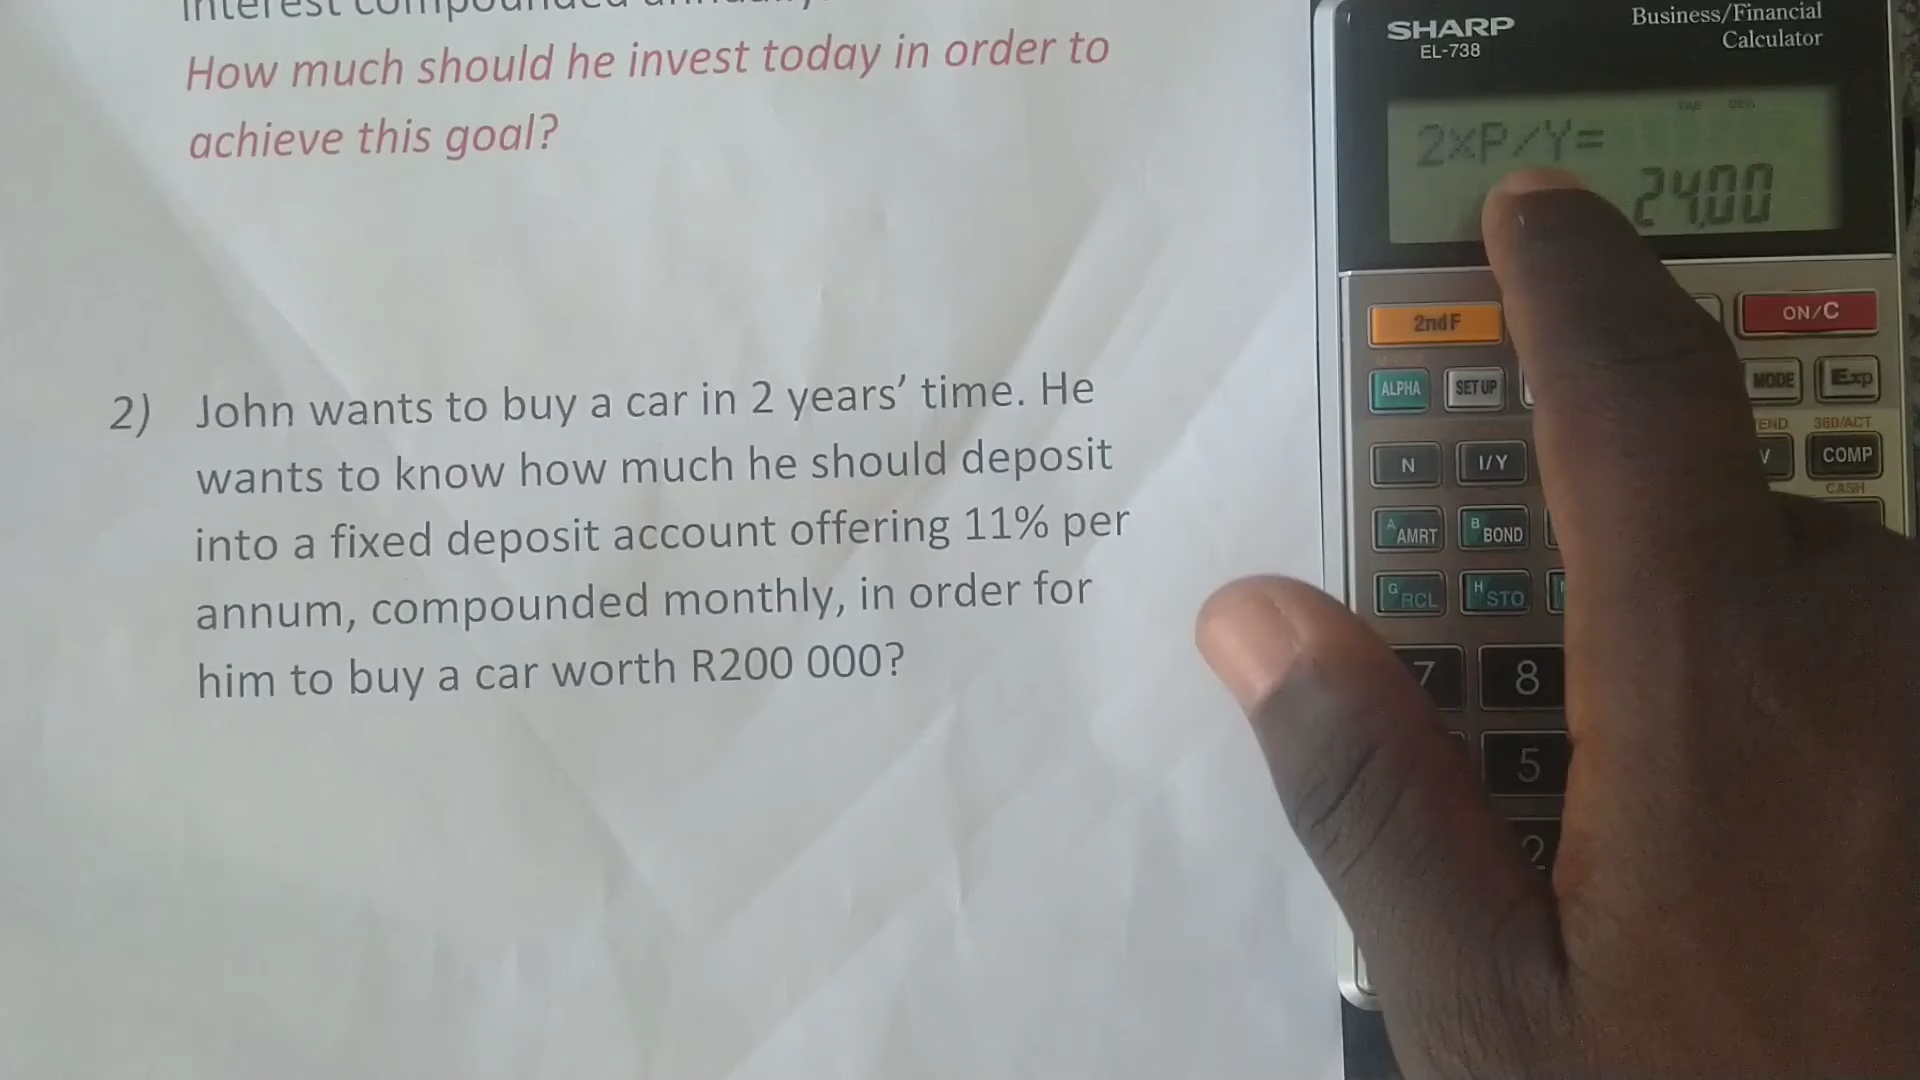 How much should he invest today in order to
achieve this goal?
2) John wants to buy a car in 2 years’ time. He
wants to know how much he should deposit
into a fixed deposit account offering 11% per
annum, compounded monthly, in order for
him to buy a car worth R200 000?
SHARP
EL-738
Business/Financial
Calculator
2×P/Y=
24,00
2ndF
ON/C
ALPHA SET UP MODE Exp
360/ACT
N I/Y COMP
CASH
A AMRT B BOND
G RCL H STO
7 8
5
2